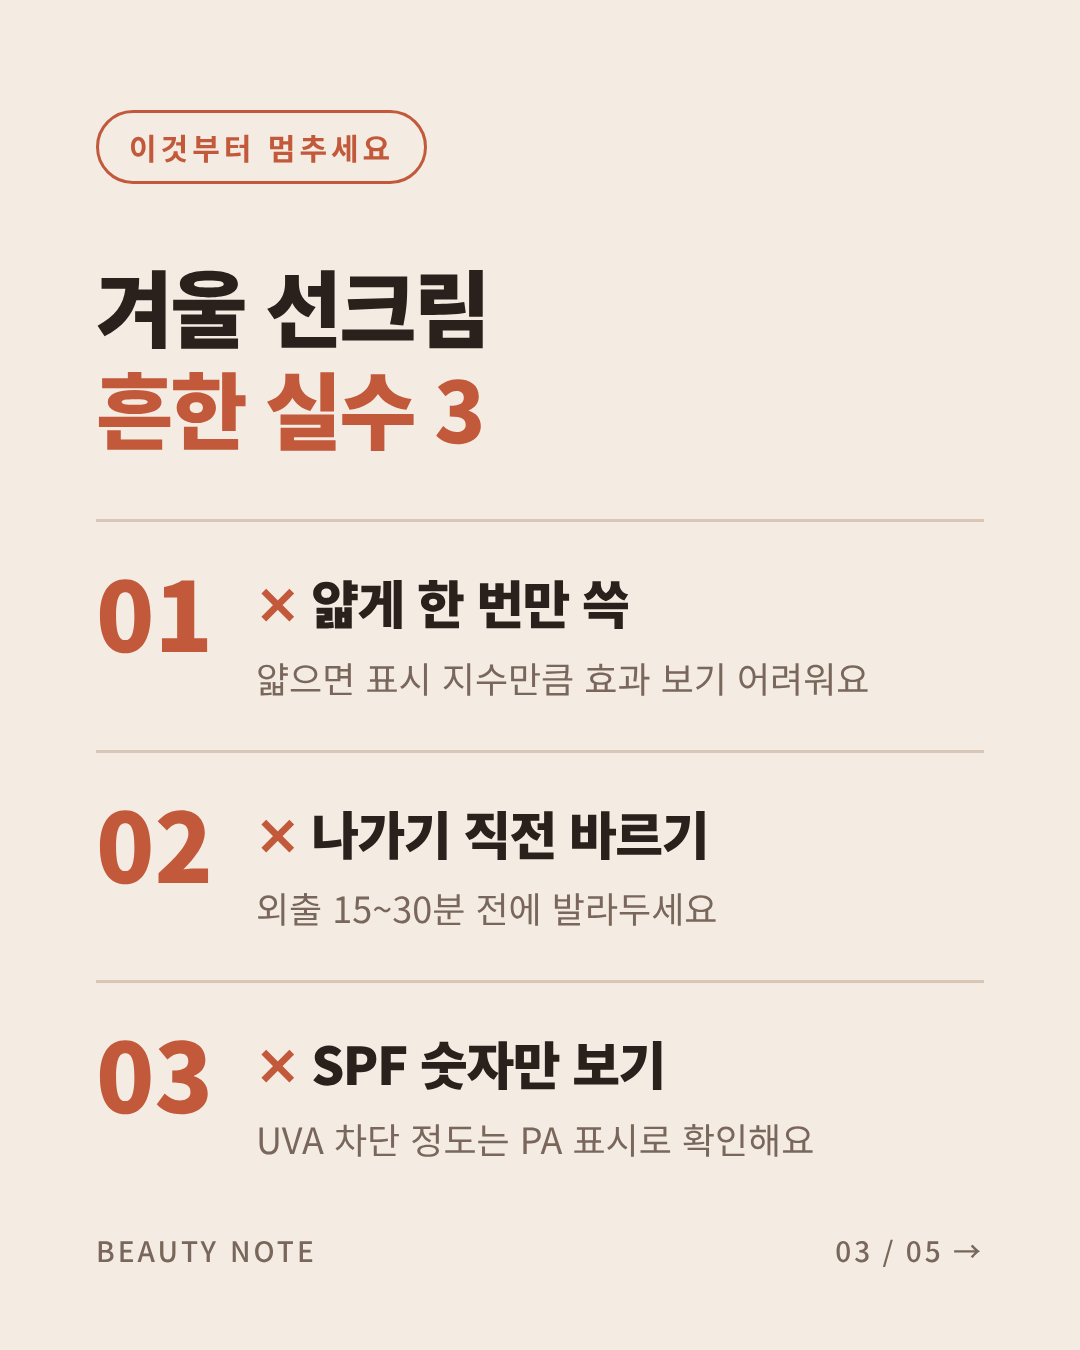 이것부터 멈추세요
겨울 선크림
흔한 실수 3
01
× 얇게 한 번만 쓱
얇으면 표시 지수만큼 효과 보기 어려워요
02
× 나가기 직전 바르기
외출 15~30분 전에 발라두세요
03
× SPF 숫자만 보기
UVA 차단 정도는 PA 표시로 확인해요
BEAUTY NOTE
03 / 05 →